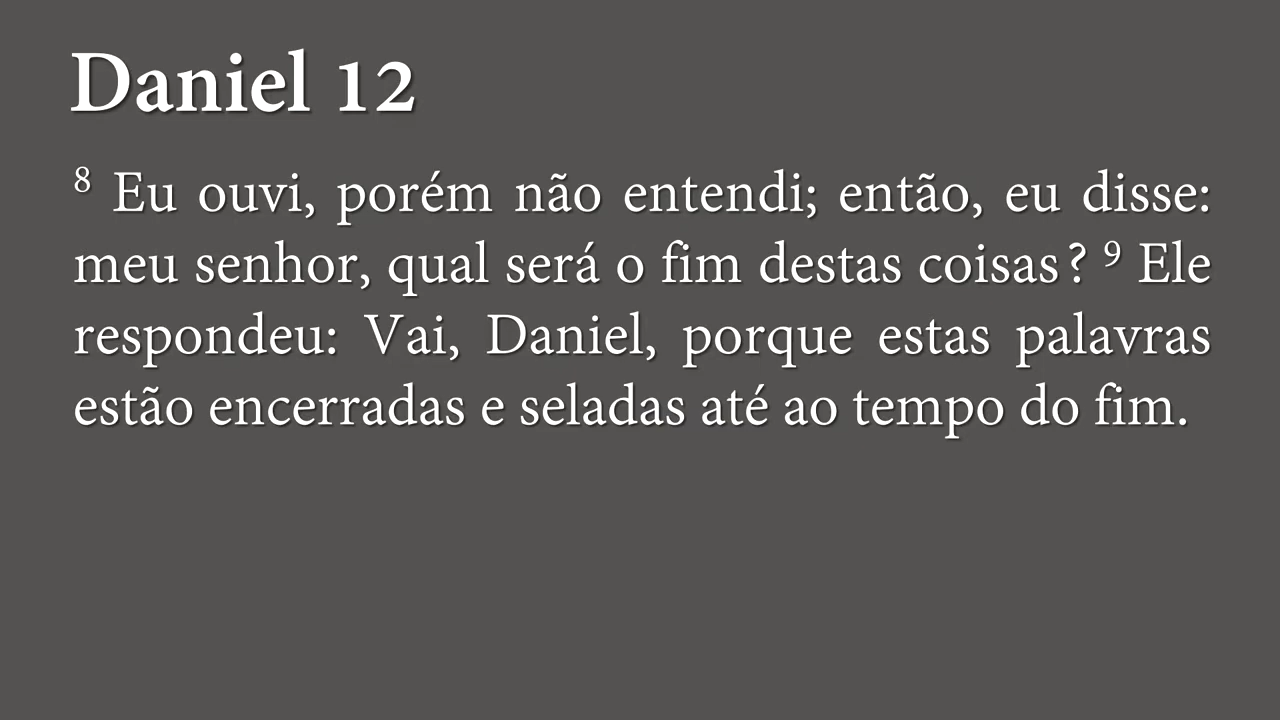 Daniel 12
8 Eu ouvi, porém não entendi; então, eu disse:
meu senhor, qual será o fim destas coisas? 9 Ele
respondeu: Vai, Daniel, porque estas palavras
estão encerradas e seladas até ao tempo do fim.